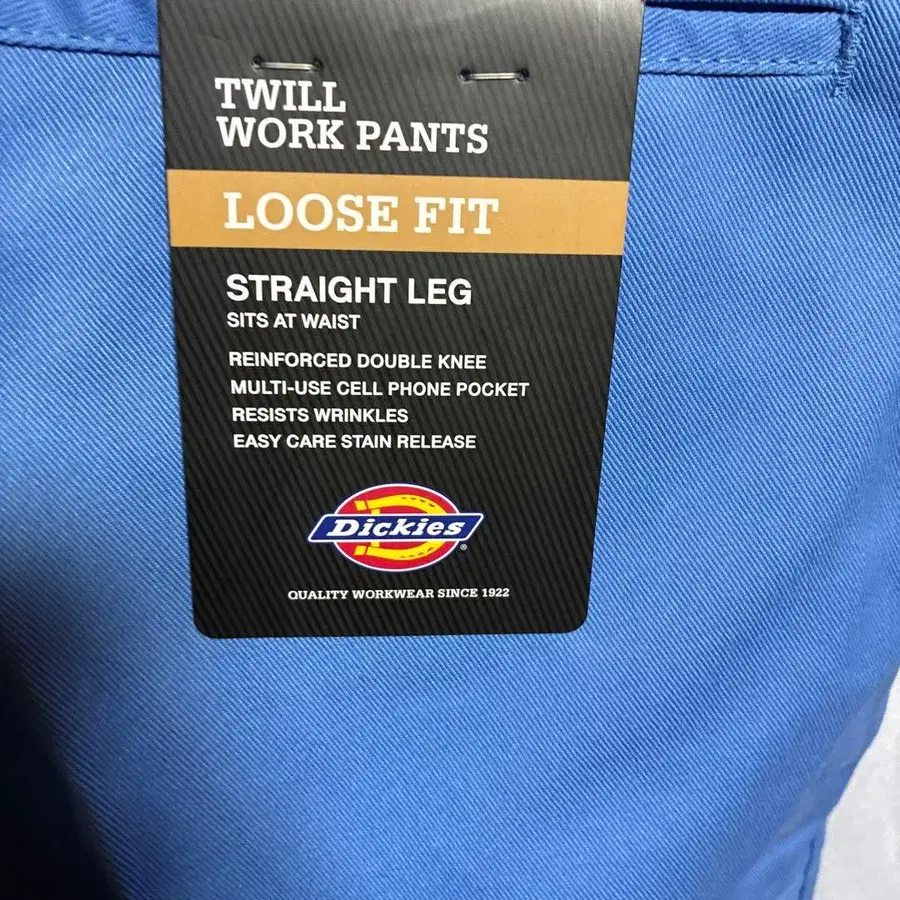 TWILL
WORK PANTS
LOOSE FIT
STRAIGHT LEG
SITS AT WAIST
REINFORCED DOUBLE KNEE
MULTI-USE CELL PHONE POCKET
RESISTS WRINKLES
EASY CARE STAIN RELEASE
Dickies®
QUALITY WORKWEAR SINCE 1922